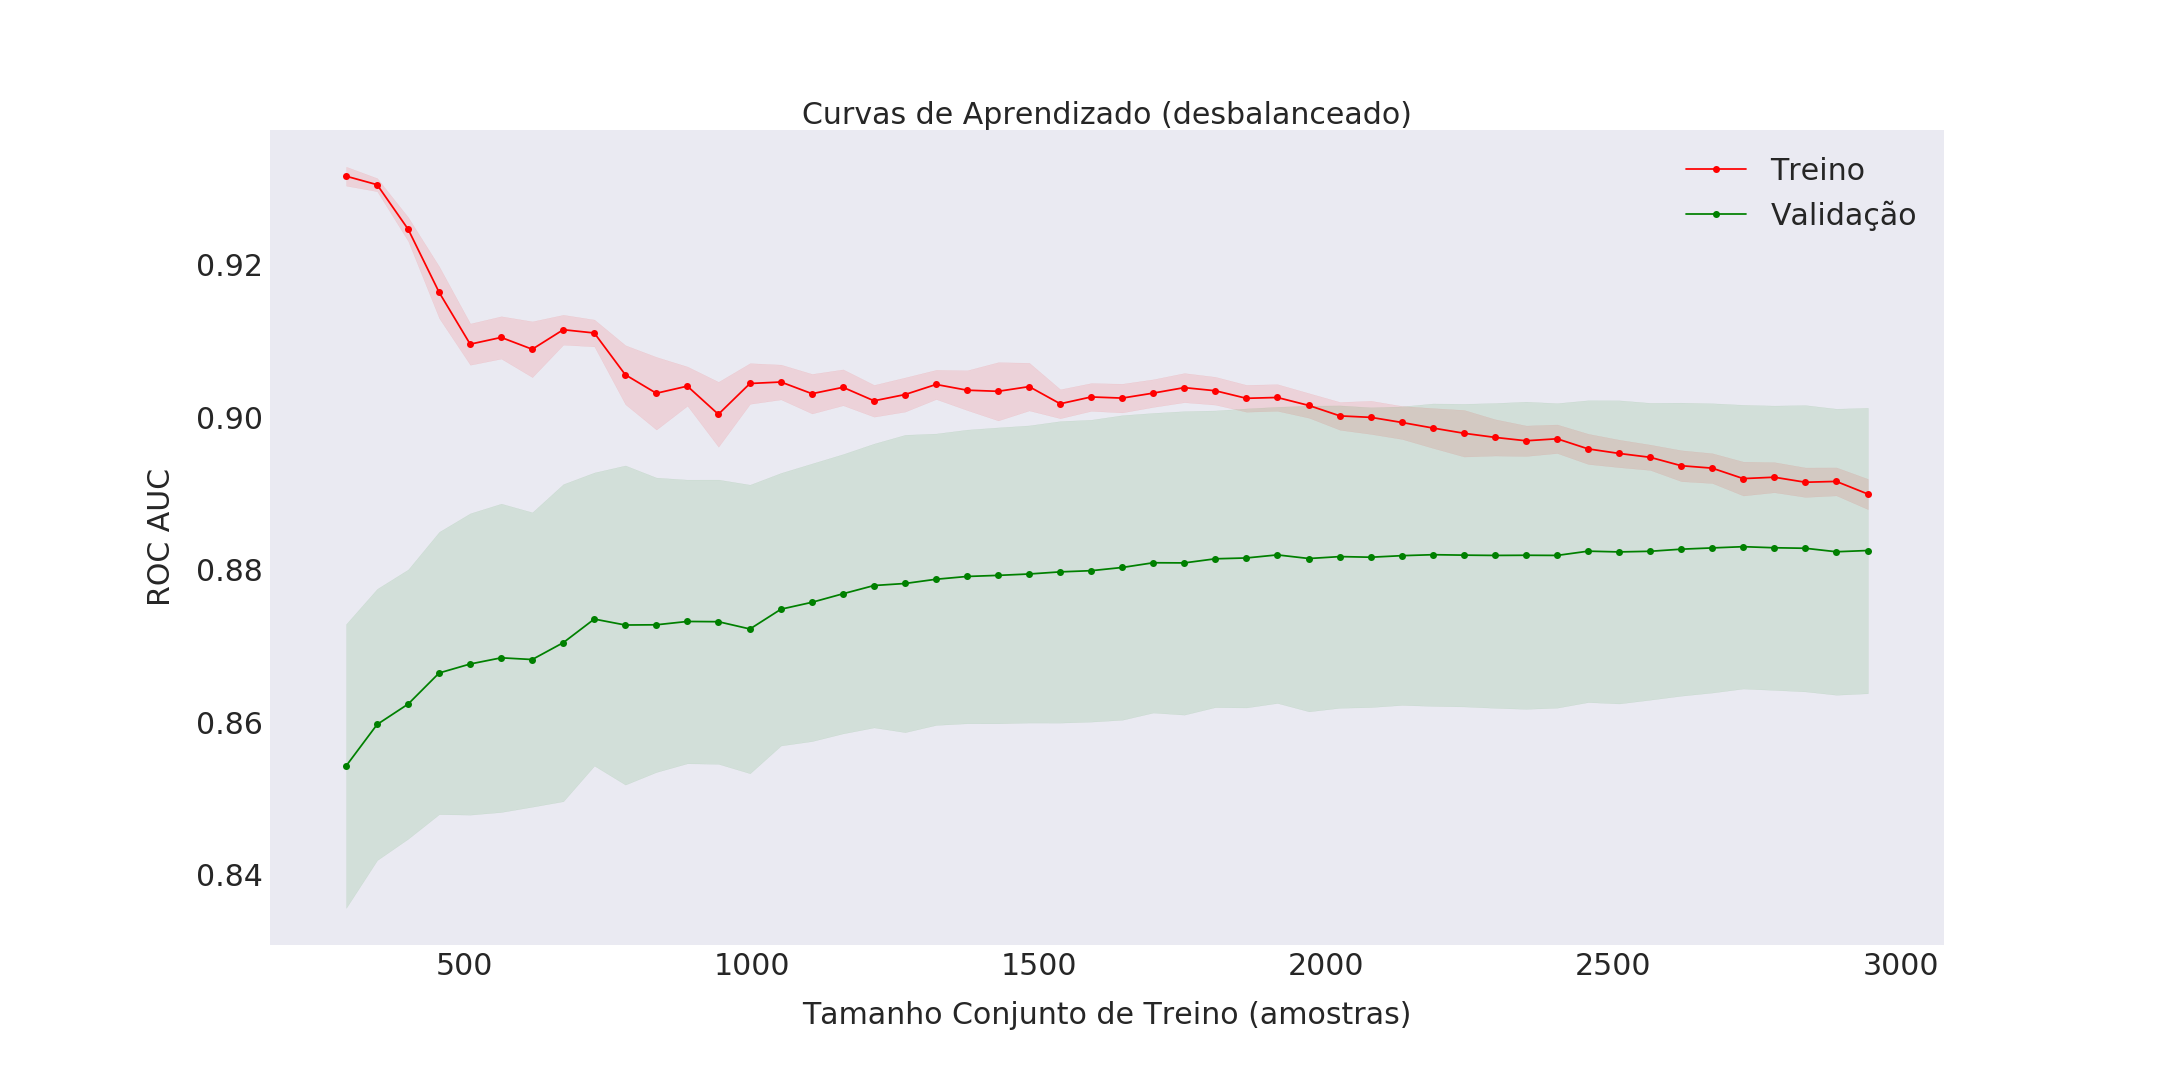 Curvas de Aprendizado (desbalanceado)
Treino
Validação
ROC AUC
0.92
0.90
0.88
0.86
0.84
500 1000 1500 2000 2500 3000
Tamanho Conjunto de Treino (amostras)